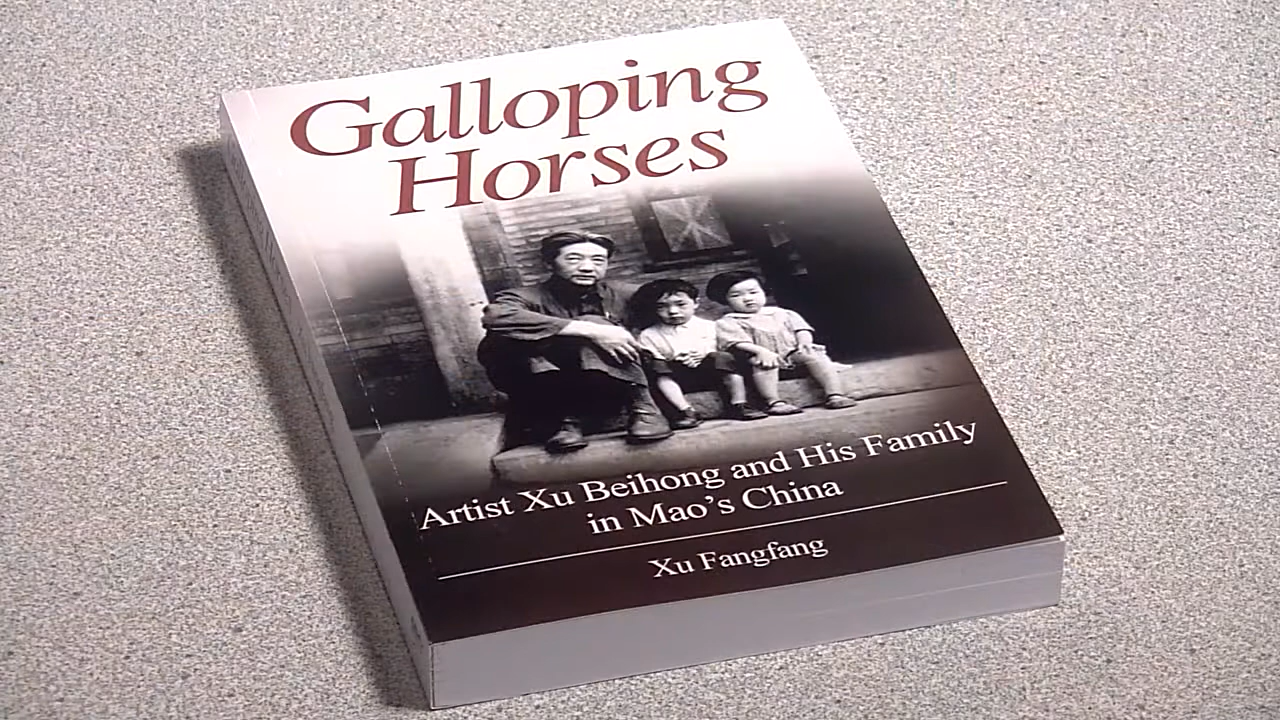 Galloping
Horses
Artist Xu Beihong and His Family
in Mao's China
Xu Fangfang